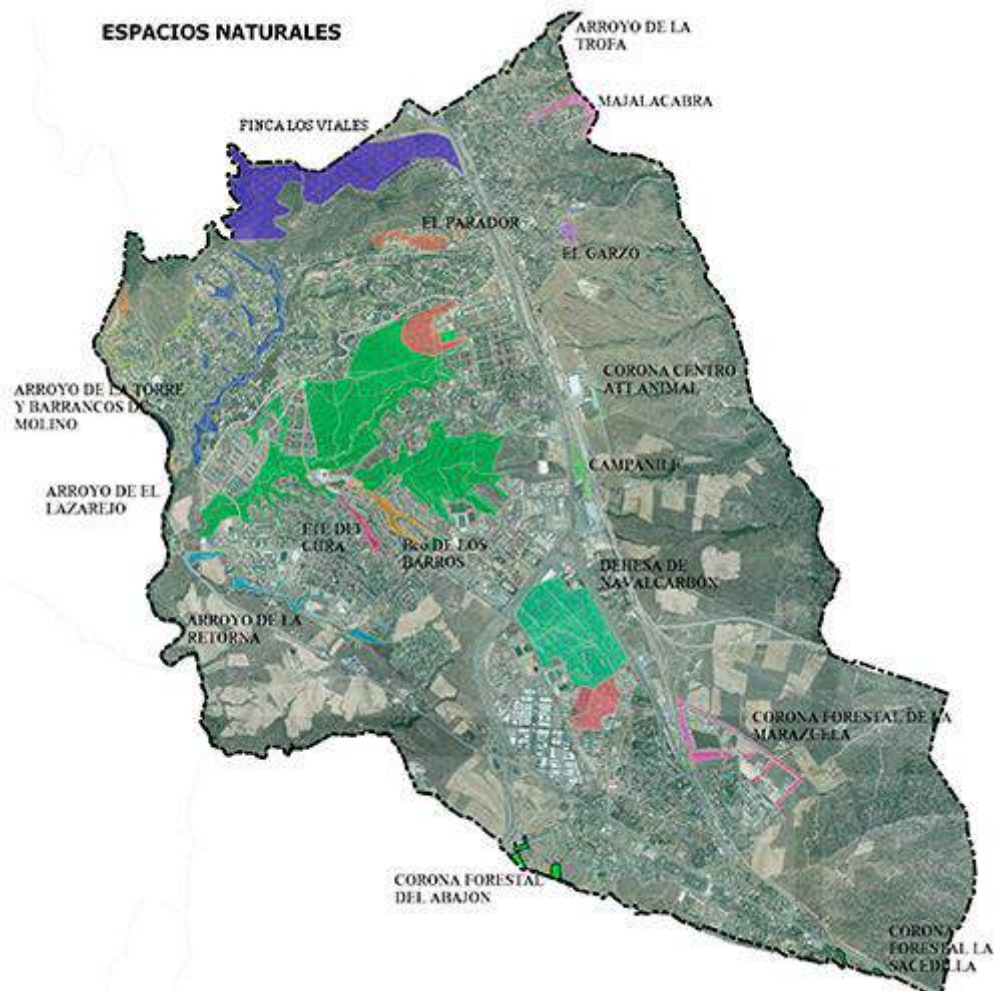 ESPACIOS NATURALES
ARROYO DE LA
TROFA
MAJALACABRA
FINCA LOS VIALES
EL PARADOR
EL GARZO
CORONA CENTRO
ATT ANIMAL
ARROYO DE LA TORRE
Y BARRANCOS DE
MOLINO
CAMPANILE
ARROYO DE EL
LAZAREJO
FTE DEL
CURA
Bco DE LOS
BARROS
DEHESA DE
NAVALCARBÓN
ARROYO DE LA
RETORNA
CORONA FORESTAL DE LA
MARAZUELA
CORONA FORESTAL
DEL ABAJON
CORONA
FORESTAL LA
SACEDILLA